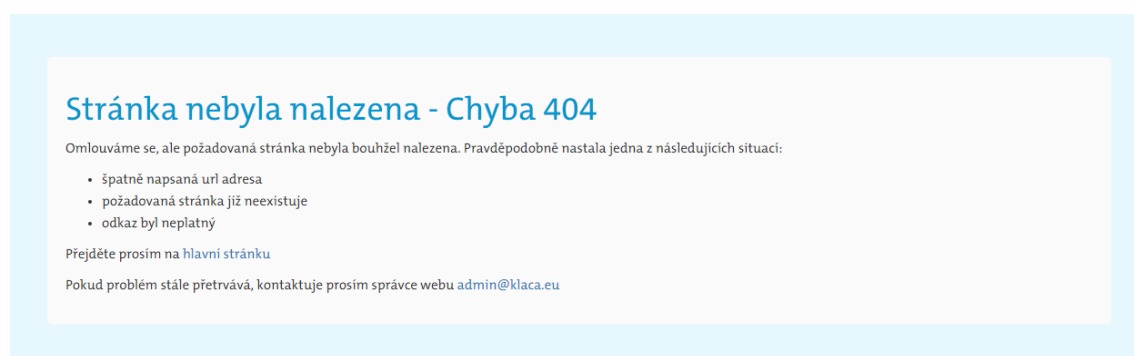 Stránka nebyla nalezena - Chyba 404
Omlouváme se, ale požadovaná stránka nebyla bouhžel nalezena. Pravděpodobně nastala jedna z následujících situací:
• špatně napsaná url adresa
• požadovaná stránka již neexistuje
• odkaz byl neplatný
Přejděte prosím na hlavní stránku
Pokud problém stále přetrvává, kontaktuje prosím správce webu admin@klaca.eu